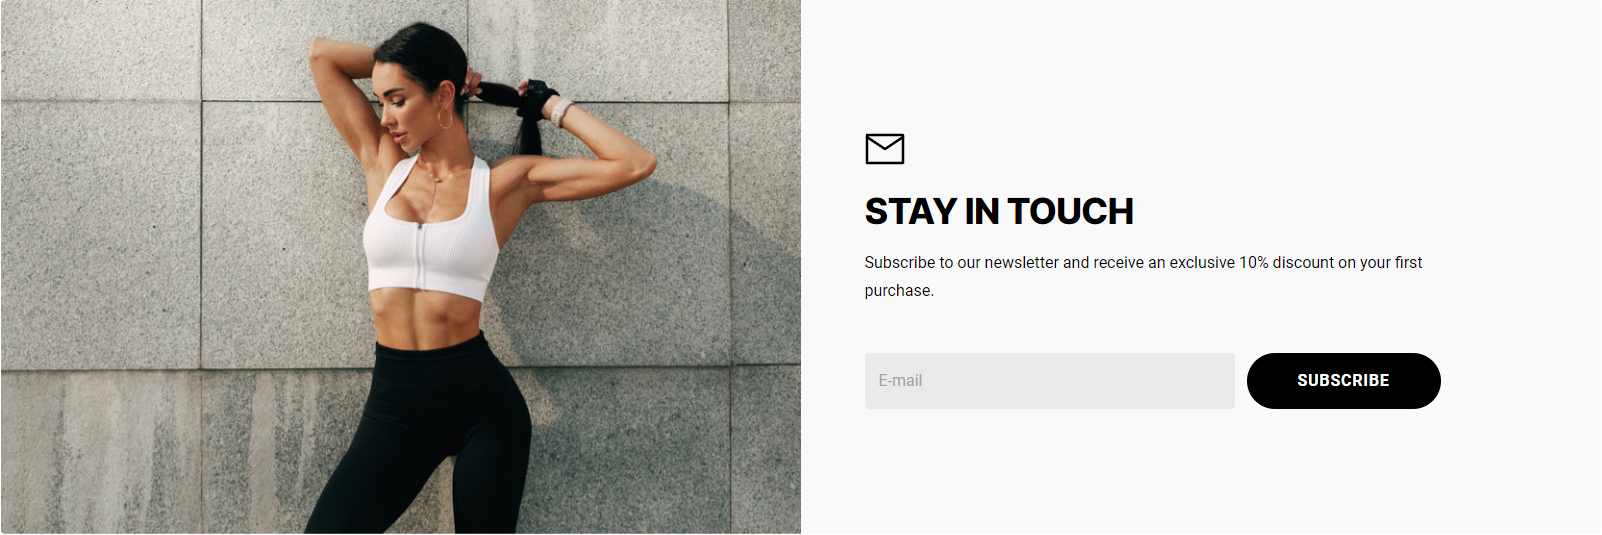 STAY IN TOUCH
Subscribe to our newsletter and receive an exclusive 10% discount on your first
purchase.
E-mail
SUBSCRIBE